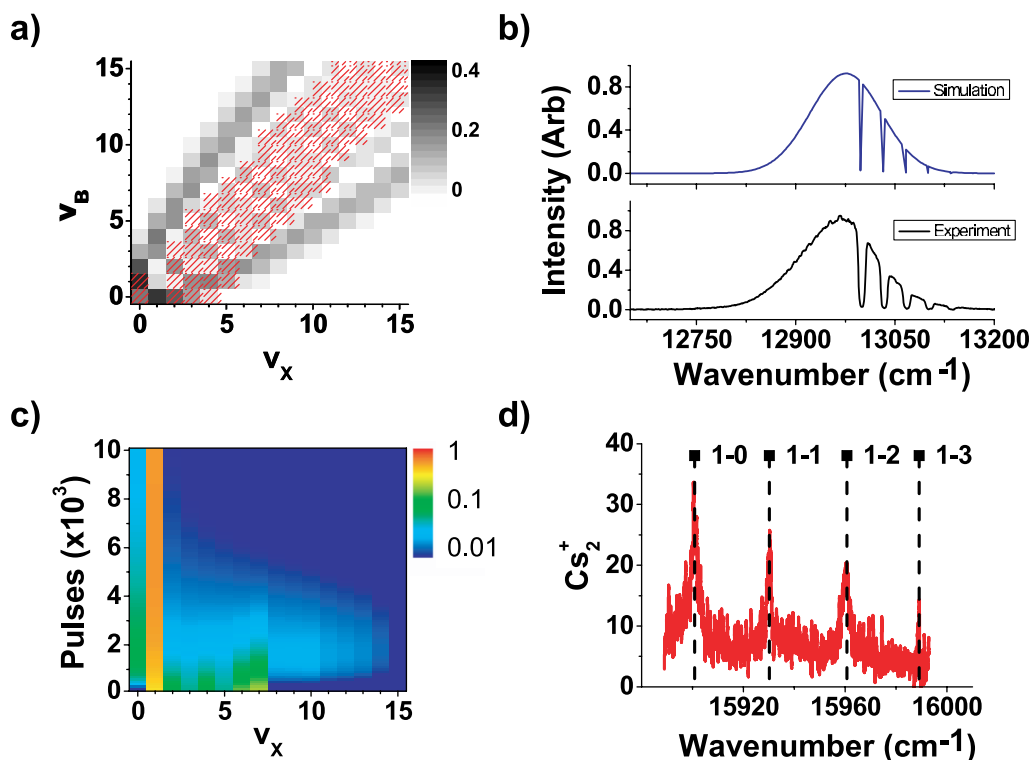 a)
15
10
5
0
0 5 10 15
v_B
v_X
0.4
0.2
0
b)
0.8
0.4
0.0
Simulation
0.8
0.4
0.0
Experiment
12750 12900 13050 13200
Intensity (Arb)
Wavenumber (cm⁻¹)
c)
10
8
6
4
2
0
0 5 10 15
Pulses (x10³)
v_X
1
0.1
0.01
d)
40
30
20
10
0
1-0 1-1 1-2 1-3
15920 15960 16000
Cs₂⁺
Wavenumber (cm⁻¹)